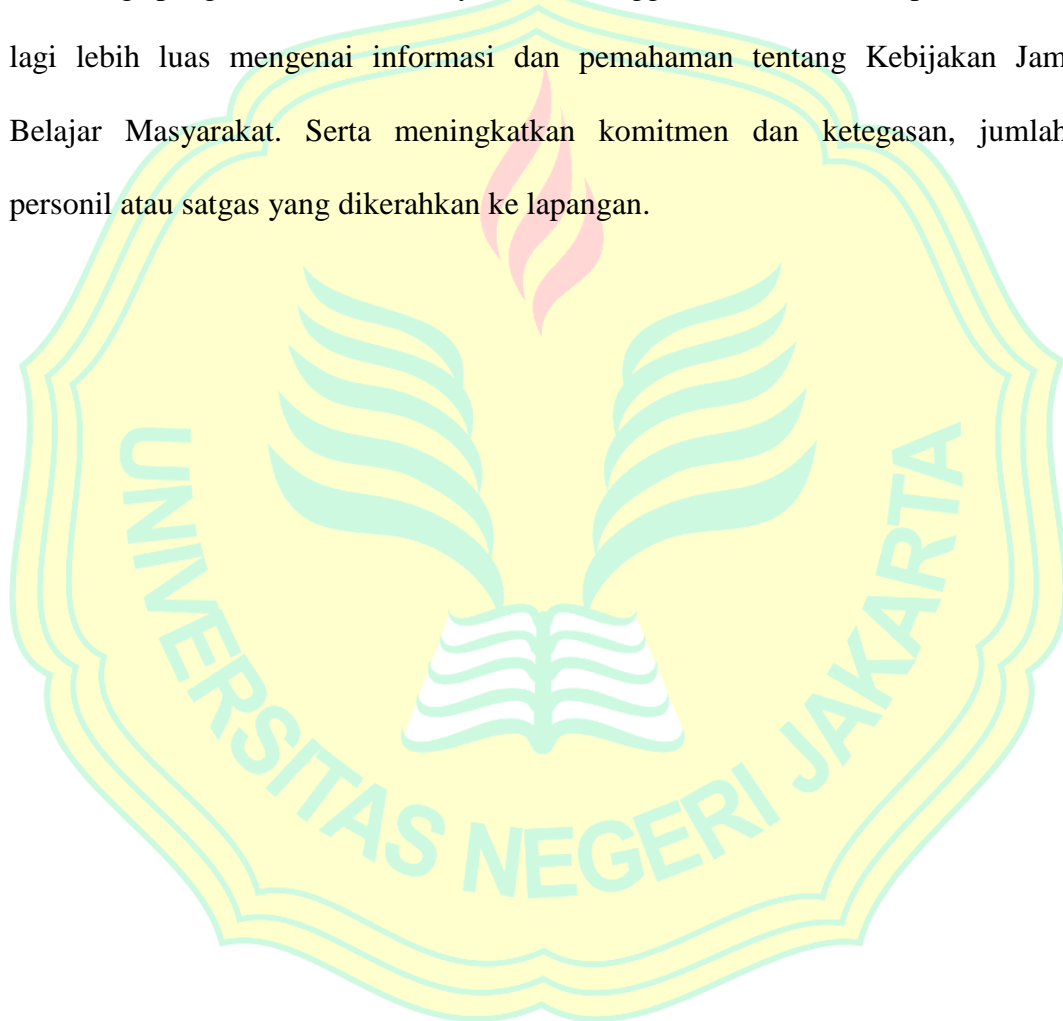 lagi lebih luas mengenai informasi dan pemahaman tentang Kebijakan Jam
Belajar Masyarakat. Serta meningkatkan komitmen dan ketegasan, jumlah
personil atau satgas yang dikerahkan ke lapangan.
UNIVERSITAS NEGERI JAKARTA